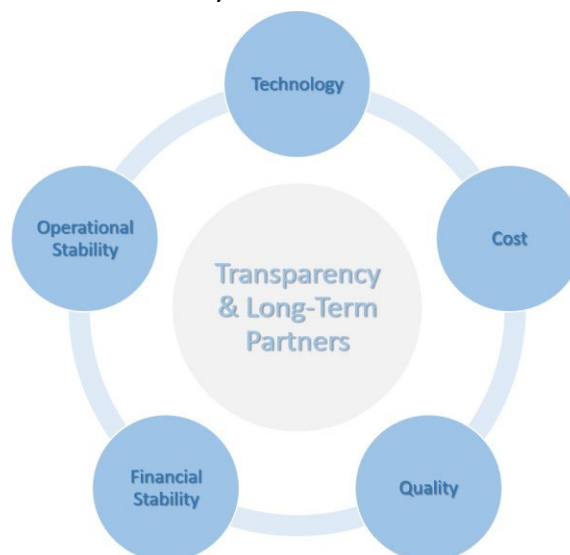 Technology
Operational
Stability
Cost
Transparency
& Long-Term
Partners
Financial
Stability
Quality